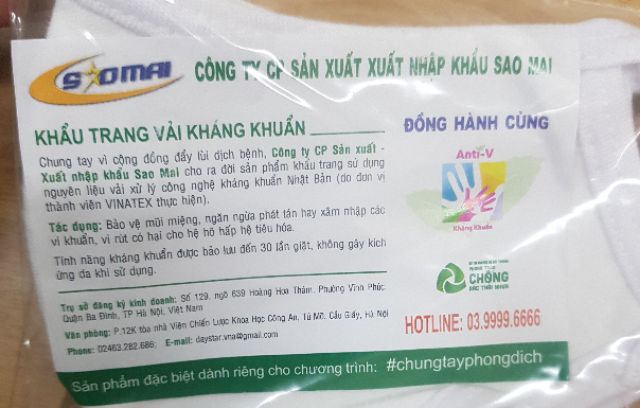 SAOMAI
CÔNG TY CP SẢN XUẤT XUẤT NHẬP KHẨU SAO MAI
KHẨU TRANG VẢI KHÁNG KHUẨN
Chung tay vì cộng đồng đẩy lùi dịch bệnh, Công ty CP Sản xuất -
Xuất nhập khẩu Sao Mai cho ra đời sản phẩm khẩu trang sử dụng
nguyên liệu vải xử lý công nghệ kháng khuẩn Nhật Bản (do đơn vị
thành viên VINATEX thực hiện).
Tác dụng: Bảo vệ mũi miệng, ngăn ngừa phát tán hay xâm nhập các
vi khuẩn, vi rút có hại cho hệ hô hấp hệ tiêu hóa.
Tính năng kháng khuẩn được bảo lưu đến 30 lần giặt, không gây kích
ứng da khi sử dụng.
Trụ sở đăng ký kinh doanh: Số 129, ngõ 639 Hoàng Hoa Thám, Phường Vĩnh Phúc,
Quận Ba Đình, TP Hà Nội, Việt Nam
Văn phòng: P.12K tòa nhà Viện Chiến Lược Khoa Học Công An, Tú Mỡ, Cầu Giấy, Hà Nội
Phone: 02463.282.686; E-mail: daystar.vna@gmail.com
ĐỒNG HÀNH CÙNG
Anti-V
Kháng Khuẩn
CHỐNG
RÁC THẢI NHỰA
HOTLINE: 03.9999.6666
Sản phẩm đặc biệt dành riêng cho chương trình: #chungtayphongdich